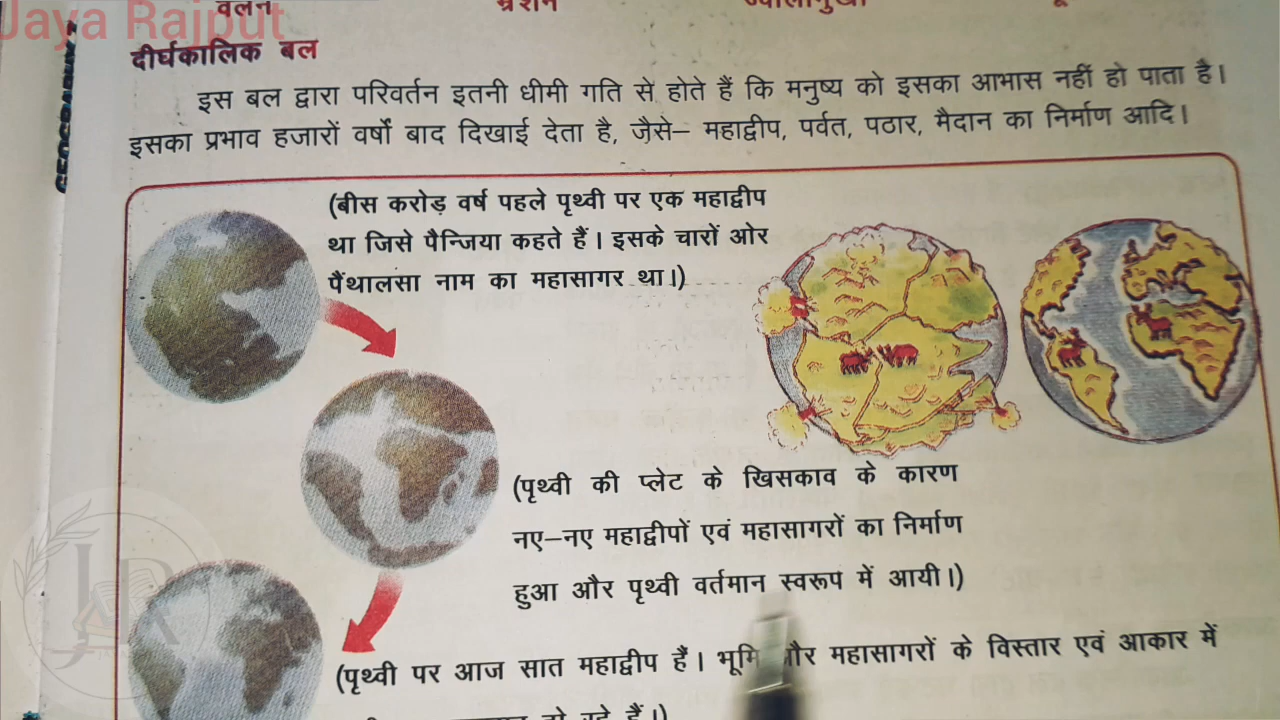 Jaya Rajput
वलन भ्रंशन ज्वालामुखी
दीर्घकालिक बल
इस बल द्वारा परिवर्तन इतनी धीमी गति से होते हैं कि मनुष्य को इसका आभास नहीं हो पाता है।
इसका प्रभाव हजारों वर्षों बाद दिखाई देता है, जैसे– महाद्वीप, पर्वत, पठार, मैदान का निर्माण आदि।
(बीस करोड़ वर्ष पहले पृथ्वी पर एक महाद्वीप
था जिसे पैन्जिया कहते हैं। इसके चारों ओर
पैंथालसा नाम का महासागर था।)
(पृथ्वी की प्लेट के खिसकाव के कारण
नए–नए महाद्वीपों एवं महासागरों का निर्माण
हुआ और पृथ्वी वर्तमान स्वरूप में आयी।)
(पृथ्वी पर आज सात महाद्वीप हैं। भूमि और महासागरों के विस्तार एवं आकार में
हो रहे हैं।)
JR